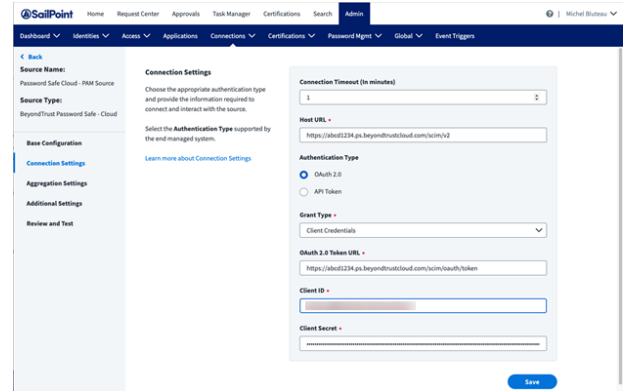 SailPoint Home Request Center Approvals Task Manager Certifications Search Admin Michel Bluteau
Dashboard Identities Access Applications Connections Certifications Password Mgmt Global Event Triggers
Back
Source Name:
Password Safe Cloud - PAM Source
Source Type:
BeyondTrust Password Safe - Cloud
Base Configuration
Connection Settings
Aggregation Settings
Additional Settings
Review and Test
Connection Settings
Choose the appropriate authentication type
and provide the information required to
connect and interact with the source.
Select the Authentication Type supported by
the end managed system.
Learn more about Connection Settings
Connection Timeout (In minutes)
1
Host URL *
https://abcd1234.ps.beyondtrustcloud.com/scim/v2
Authentication Type
OAuth 2.0
API Token
Grant Type *
Client Credentials
OAuth 2.0 Token URL *
https://abcd1234.ps.beyondtrustcloud.com/scim/oauth/token
Client ID *
Client Secret *
Save